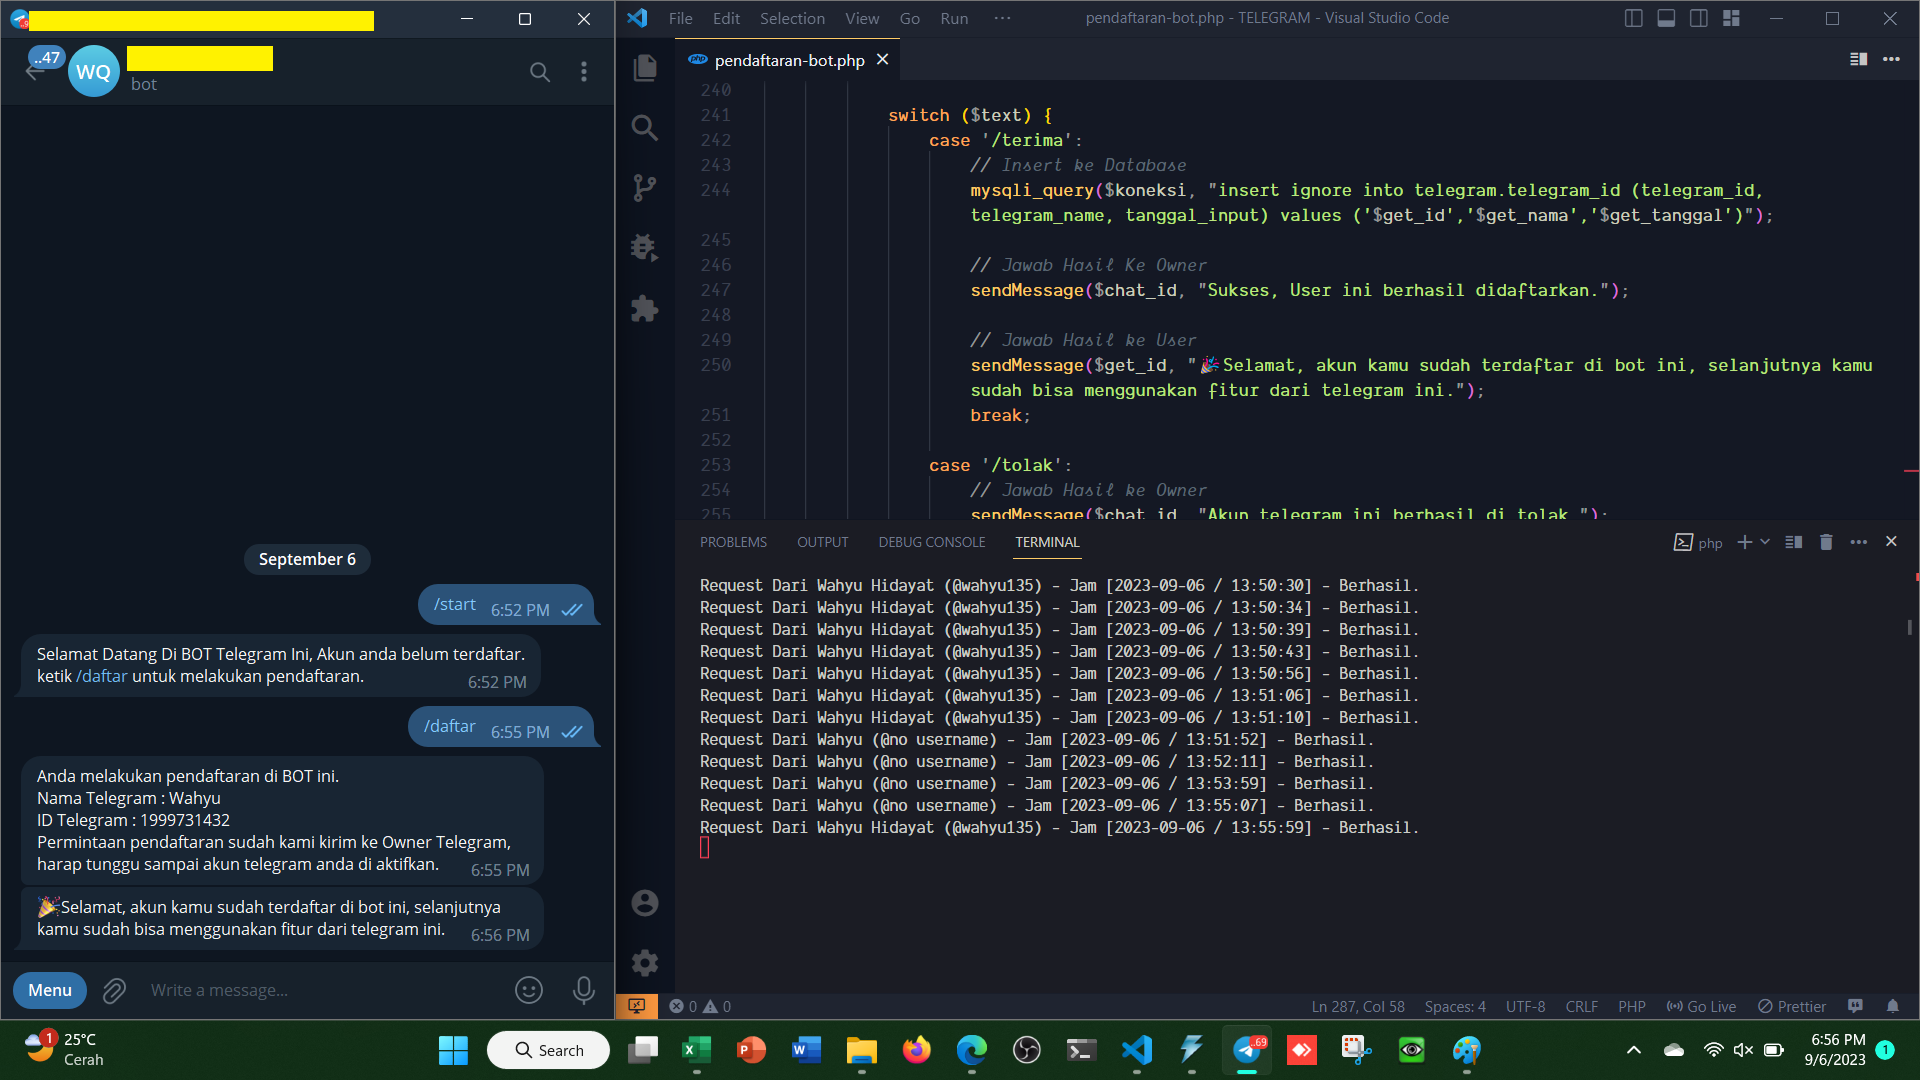 ..47
WQ
bot
September 6
/start 6:52 PM
Selamat Datang Di BOT Telegram Ini, Akun anda belum terdaftar.
ketik /daftar untuk melakukan pendaftaran. 6:52 PM
/daftar 6:55 PM
Anda melakukan pendaftaran di BOT ini.
Nama Telegram : Wahyu
ID Telegram : 1999731432
Permintaan pendaftaran sudah kami kirim ke Owner Telegram,
harap tunggu sampai akun telegram anda di aktifkan. 6:55 PM
🎉Selamat, akun kamu sudah terdaftar di bot ini, selanjutnya
kamu sudah bisa menggunakan fitur dari telegram ini. 6:56 PM
Menu Write a message...
File Edit Selection View Go Run ··· pendaftaran-bot.php - TELEGRAM - Visual Studio Code
php pendaftaran-bot.php
240
241 switch ($text) {
242 case '/terima':
243 // Insert ke Database
244 mysqli_query($koneksi, "insert ignore into telegram.telegram_id (telegram_id,
telegram_name, tanggal_input) values ('$get_id','$get_nama','$get_tanggal')");
245
246 // Jawab Hasil Ke Owner
247 sendMessage($chat_id, "Sukses, User ini berhasil didaftarkan.");
248
249 // Jawab Hasil ke User
250 sendMessage($get_id, "🎉Selamat, akun kamu sudah terdaftar di bot ini, selanjutnya kamu
sudah bisa menggunakan fitur dari telegram ini.");
251 break;
252
253 case '/tolak':
254 // Jawab Hasil ke Owner
255 sendMessage($chat_id, "Akun telegram ini berhasil di tolak.");
PROBLEMS OUTPUT DEBUG CONSOLE TERMINAL php
Request Dari Wahyu Hidayat (@wahyu135) - Jam [2023-09-06 / 13:50:30] - Berhasil.
Request Dari Wahyu Hidayat (@wahyu135) - Jam [2023-09-06 / 13:50:34] - Berhasil.
Request Dari Wahyu Hidayat (@wahyu135) - Jam [2023-09-06 / 13:50:39] - Berhasil.
Request Dari Wahyu Hidayat (@wahyu135) - Jam [2023-09-06 / 13:50:43] - Berhasil.
Request Dari Wahyu Hidayat (@wahyu135) - Jam [2023-09-06 / 13:50:56] - Berhasil.
Request Dari Wahyu Hidayat (@wahyu135) - Jam [2023-09-06 / 13:51:06] - Berhasil.
Request Dari Wahyu Hidayat (@wahyu135) - Jam [2023-09-06 / 13:51:10] - Berhasil.
Request Dari Wahyu (@no username) - Jam [2023-09-06 / 13:51:52] - Berhasil.
Request Dari Wahyu (@no username) - Jam [2023-09-06 / 13:52:11] - Berhasil.
Request Dari Wahyu (@no username) - Jam [2023-09-06 / 13:53:59] - Berhasil.
Request Dari Wahyu (@no username) - Jam [2023-09-06 / 13:55:07] - Berhasil.
Request Dari Wahyu Hidayat (@wahyu135) - Jam [2023-09-06 / 13:55:59] - Berhasil.
0 0 Ln 287, Col 58 Spaces: 4 UTF-8 CRLF PHP Go Live Prettier
1 25°C
Cerah
Search
.69
6:56 PM
9/6/2023
1